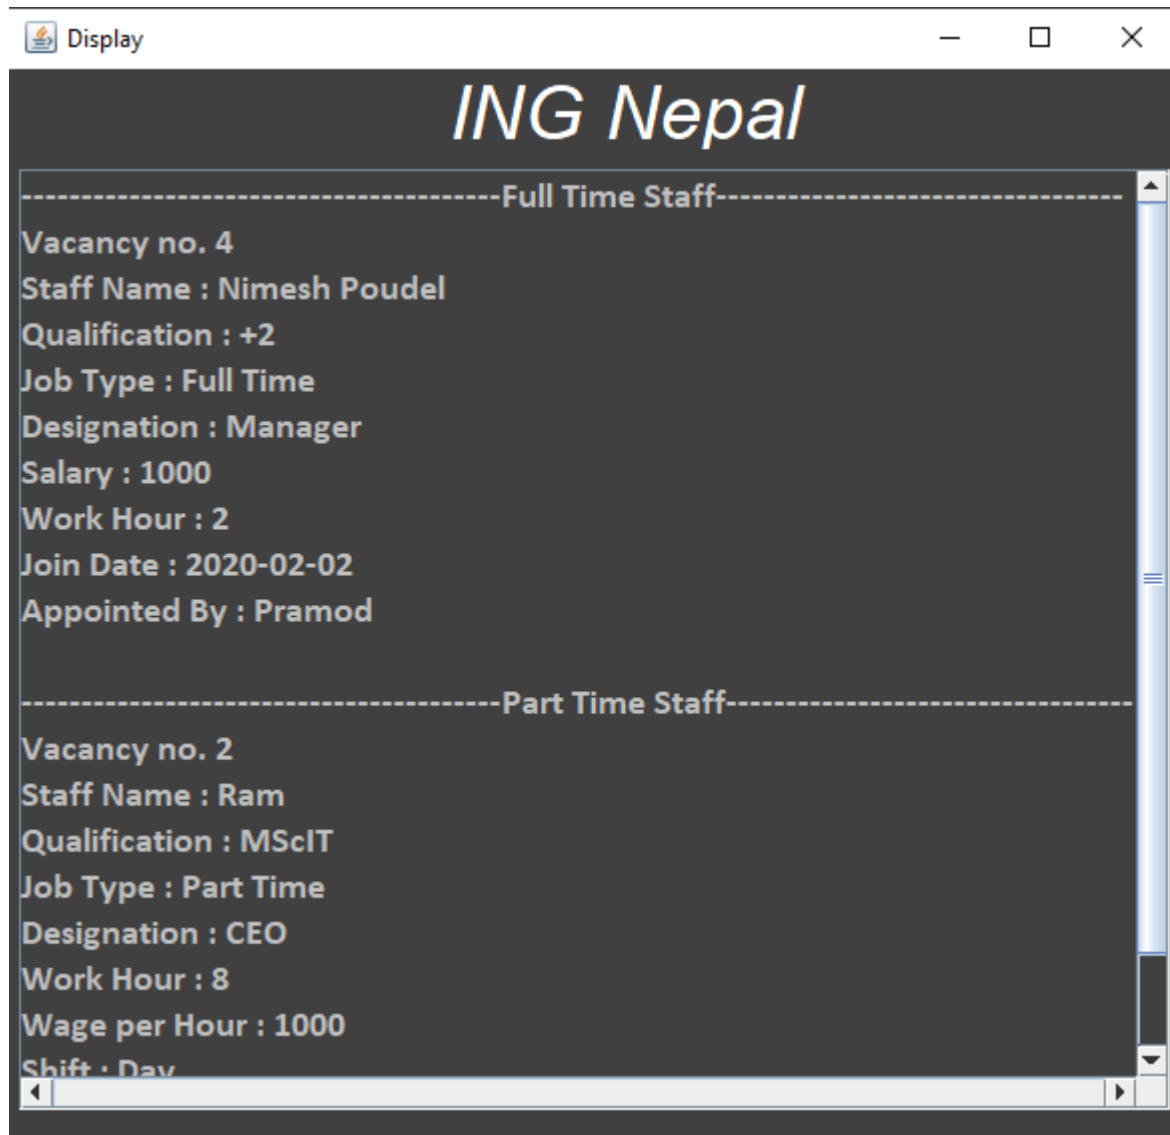 Display
ING Nepal
----------------------------------------Full Time Staff----------------------------------
Vacancy no. 4
Staff Name : Nimesh Poudel
Qualification : +2
Job Type : Full Time
Designation : Manager
Salary : 1000
Work Hour : 2
Join Date : 2020-02-02
Appointed By : Pramod
----------------------------------------Part Time Staff----------------------------------
Vacancy no. 2
Staff Name : Ram
Qualification : MScIT
Job Type : Part Time
Designation : CEO
Work Hour : 8
Wage per Hour : 1000
Shift : Day